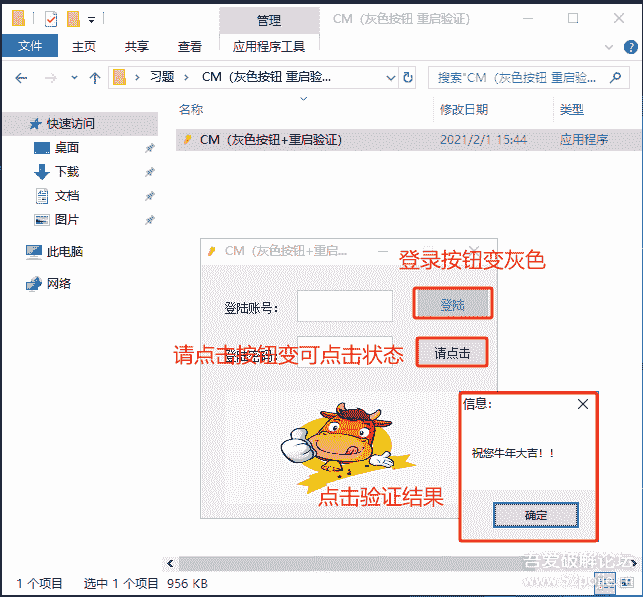 管理
CM（灰色按钮 重启验证）
文件
主页
共享
查看
应用程序工具
习题
CM（灰色按钮 重启验...
搜索"CM（灰色按钮 重启验...
名称
修改日期
类型
快速访问
CM（灰色按钮+重启验证）
2021/2/1 15:44
应用程序
桌面
下载
文档
图片
此电脑
网络
CM（灰色按钮+重启...
登录按钮变灰色
登陆账号：
登陆
请点击按钮变可点击状态
请点击
信息：
祝您牛年大吉！！
点击验证结果
确定
1 个项目
选中 1 个项目 956 KB
吾爱破解论坛
www.52pojie.cn